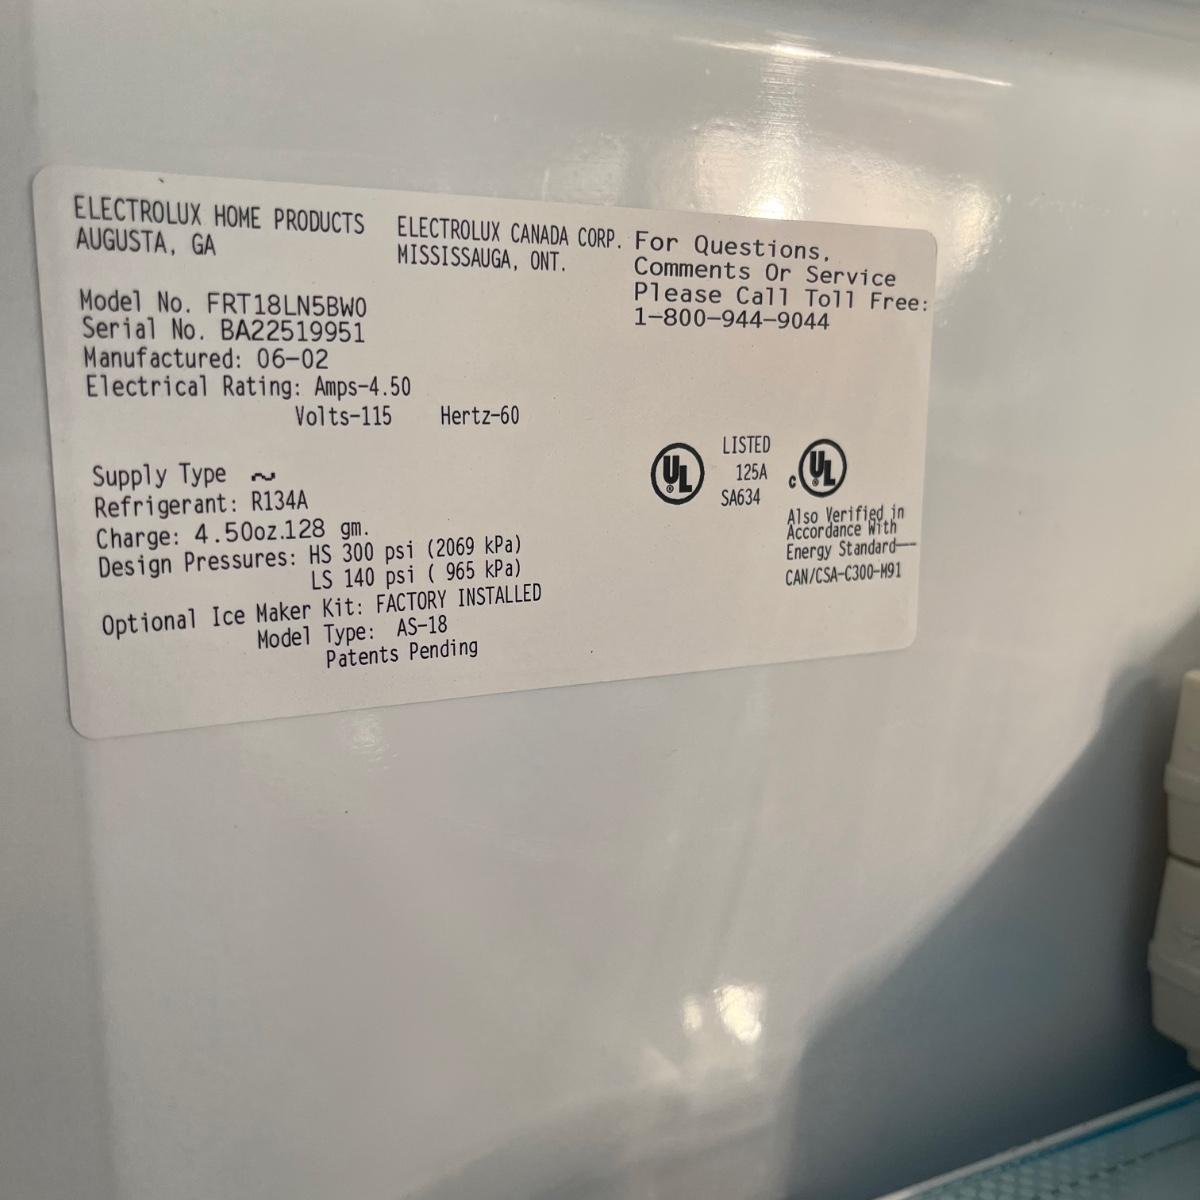 ELECTROLUX HOME PRODUCTS
AUGUSTA, GA
ELECTROLUX CANADA CORP.
MISSISSAUGA, ONT.
For Questions,
Comments Or Service
Please Call Toll Free:
1-800-944-9044
Model No. FRT18LN5BW0
Serial No. BA22519951
Manufactured: 06-02
Electrical Rating: Amps-4.50
Volts-115 Hertz-60
Supply Type ~
Refrigerant: R134A
Charge: 4.50oz.128 gm.
Design Pressures: HS 300 psi (2069 kPa)
LS 140 psi ( 965 kPa)
Optional Ice Maker Kit: FACTORY INSTALLED
Model Type: AS-18
Patents Pending
UL ®
LISTED
125A
SA634
c UL ®
Also Verified in
Accordance With
Energy Standard—
CAN/CSA-C300-M91